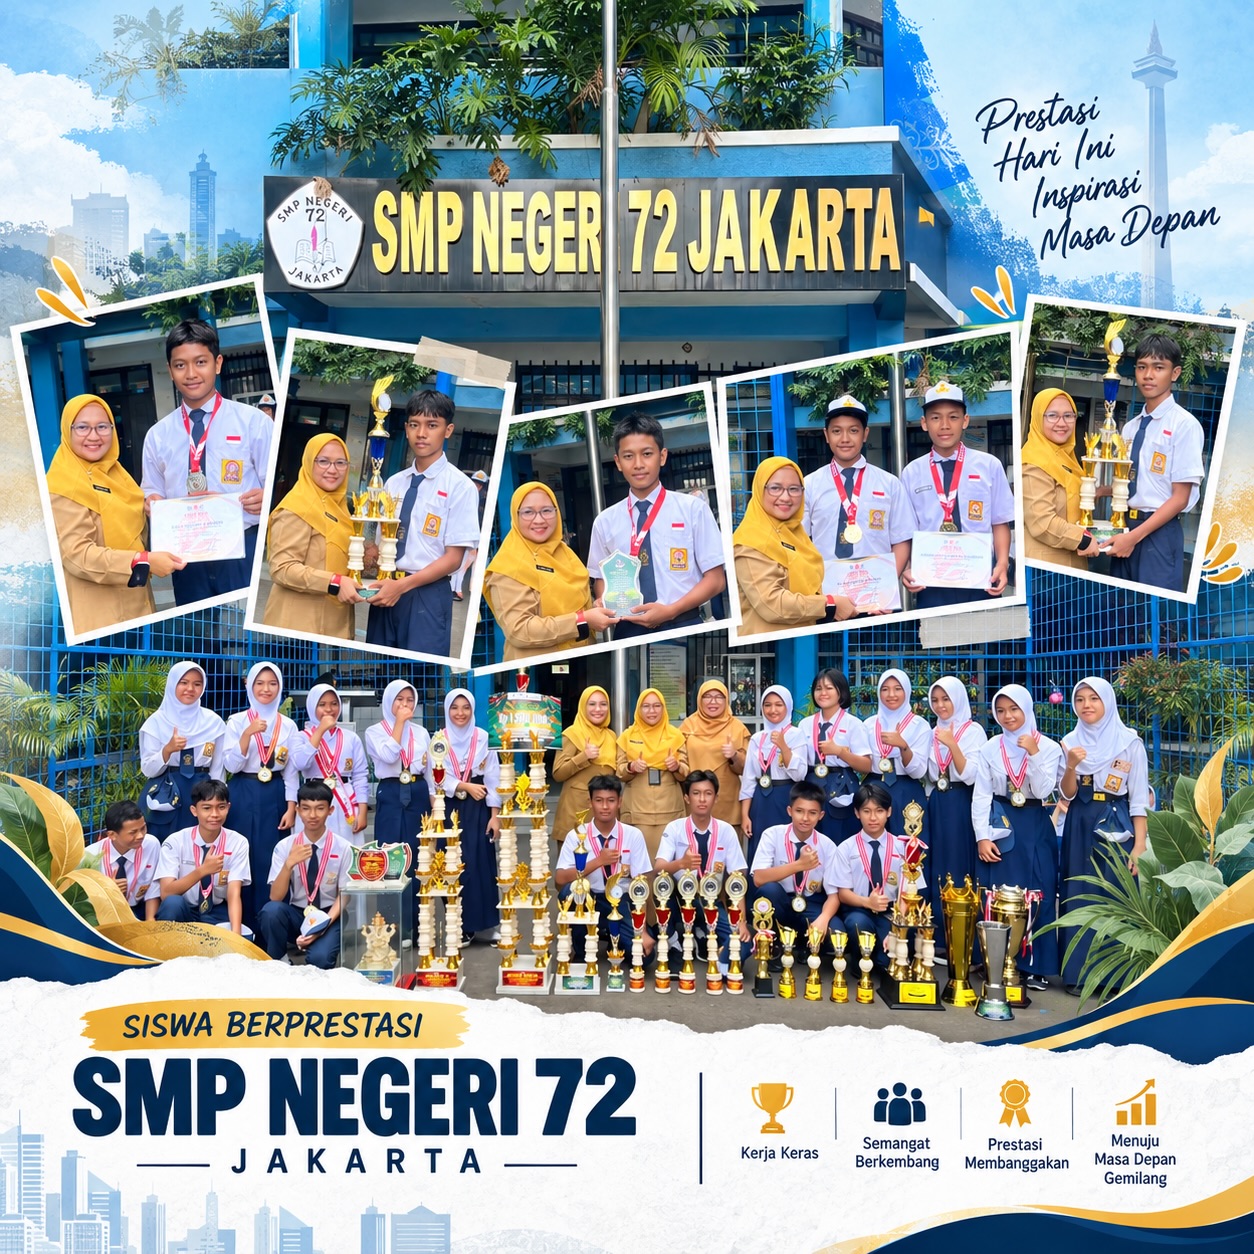 Prestasi
Hari Ini
Inspirasi
Masa Depan
SMP NEGERI
72
JAKARTA
SMP NEGERI 72 JAKARTA
SISWA BERPRESTASI
SMP NEGERI 72
JAKARTA
Kerja Keras
Semangat
Berkembang
Prestasi
Membanggakan
Menuju
Masa Depan
Gemilang